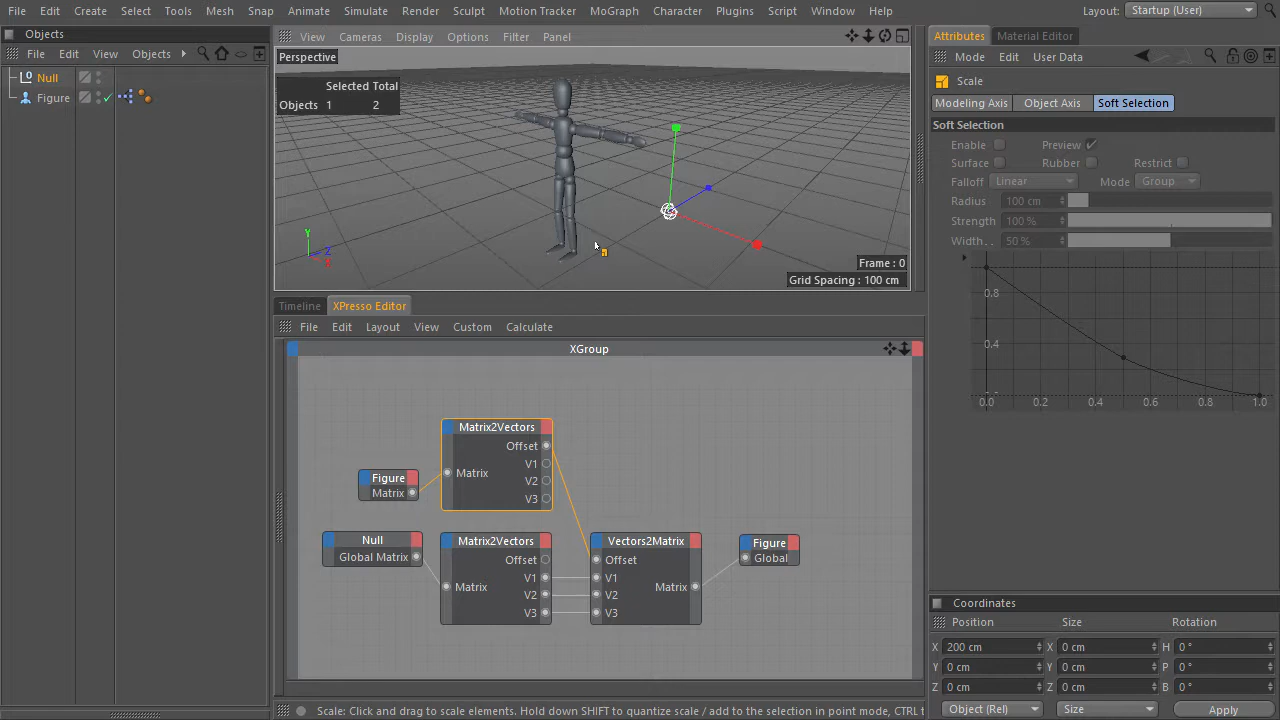 File Edit Create Select Tools Mesh Snap Animate Simulate Render Sculpt Motion Tracker MoGraph Character Plugins Script Window Help Layout: Startup (User)
Objects
File Edit View Objects
Null
Figure
View Cameras Display Options Filter Panel
Perspective
Selected Total
Objects 1 2
Y
Z
X
Frame : 0
Grid Spacing : 100 cm
Timeline XPresso Editor
File Edit Layout View Custom Calculate
XGroup
Matrix2Vectors
Offset
V1
Matrix
V2
V3
Figure
Matrix
Null
Global Matrix
Matrix2Vectors
Offset
V1
Matrix
V2
V3
Vectors2Matrix
Offset
V1
Matrix
V2
V3
Figure
Global
Scale: Click and drag to scale elements. Hold down SHIFT to quantize scale / add to the selection in point mode, CTRL t
Attributes Material Editor
Mode Edit User Data
Scale
Modeling Axis Object Axis Soft Selection
Soft Selection
Enable Preview
Surface Rubber Restrict
Falloff Linear Mode Group
Radius 100 cm
Strength 100 %
Width. . 50 %
0.8
0.4
0.0 0.2 0.4 0.6 0.8 1.0
Coordinates
Position Size Rotation
X 200 cm X 0 cm H 0 °
Y 0 cm Y 0 cm P 0 °
Z 0 cm Z 0 cm B 0 °
Object (Rel) Size Apply